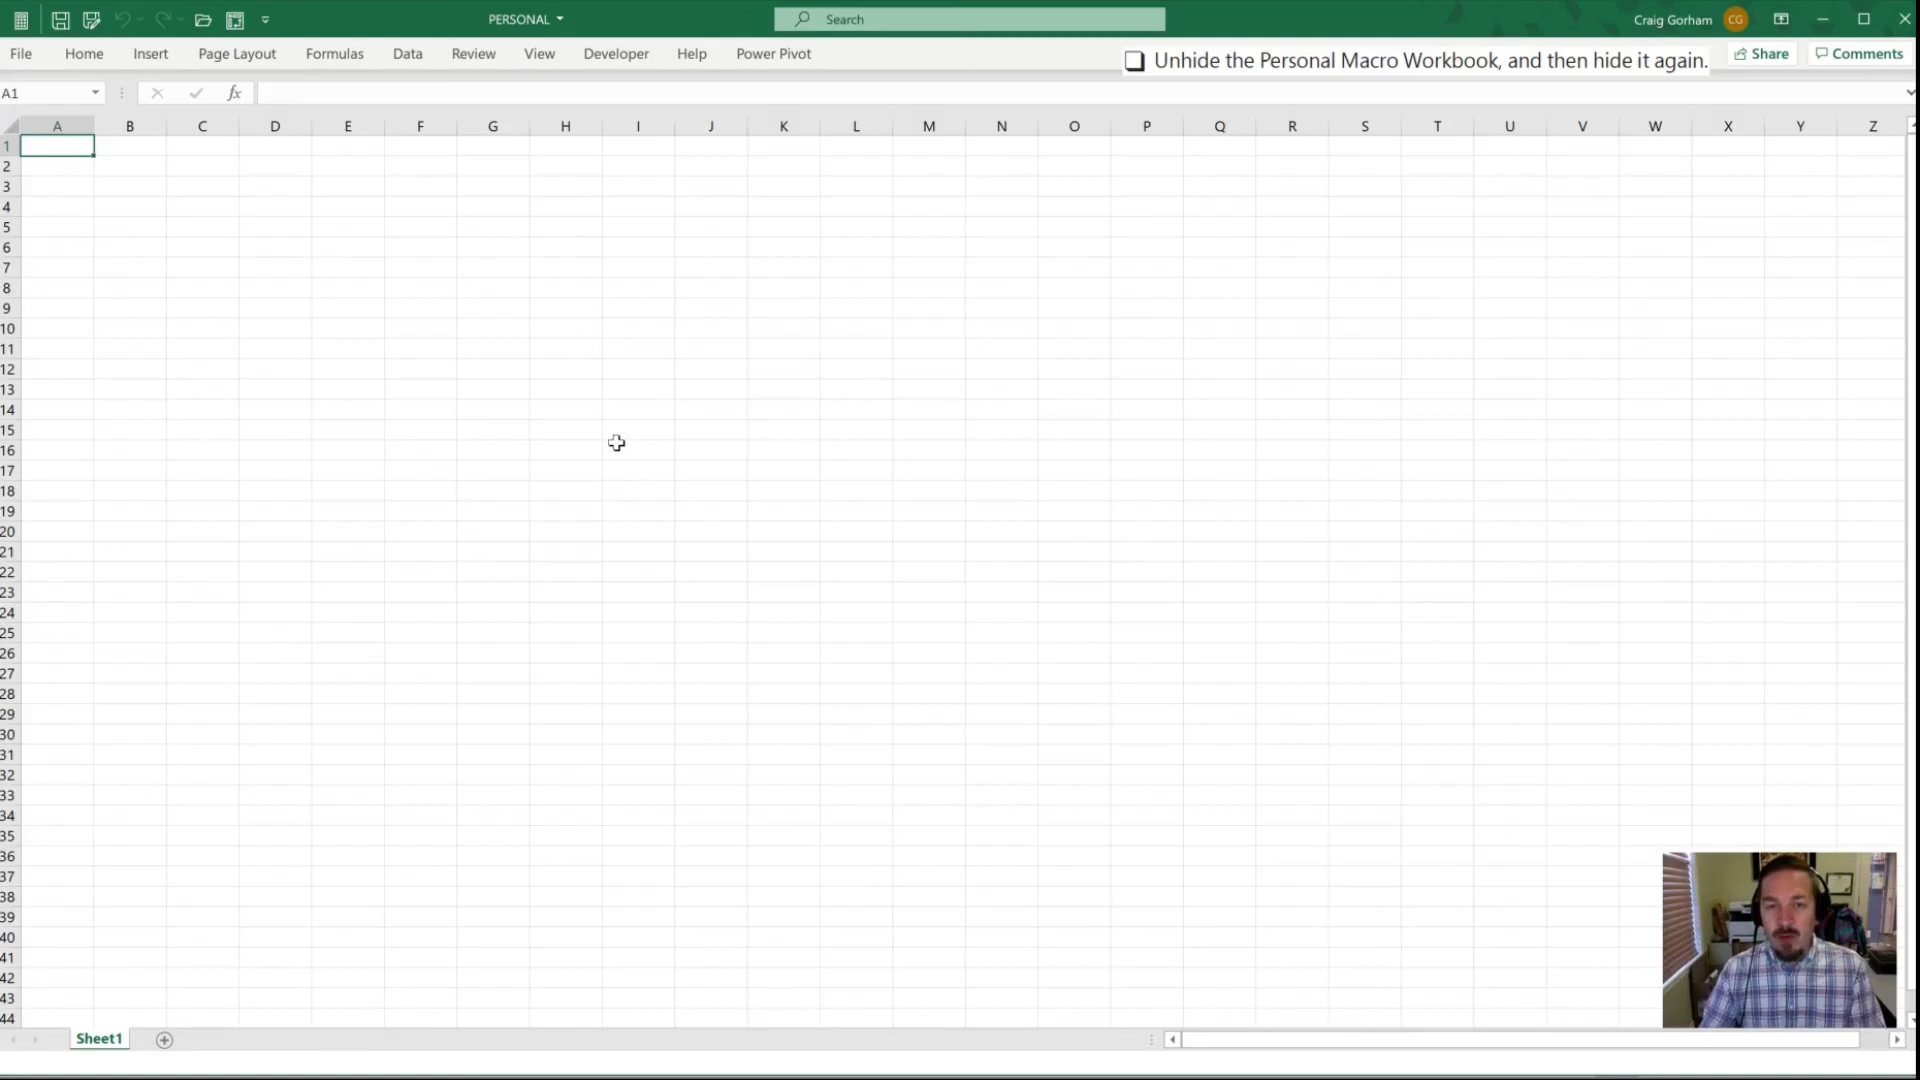 PERSONAL
Search
Craig Gorham
CG
File
Home
Insert
Page Layout
Formulas
Data
Review
View
Developer
Help
Power Pivot
Unhide the Personal Macro Workbook, and then hide it again.
Share
Comments
A1
fx
A B C D E F G H I J K L M N O P Q R S T U V W X Y Z
1
2
3
4
5
6
7
8
9
10
11
12
13
14
15
16
17
18
19
20
21
22
23
24
25
26
27
28
29
30
31
32
33
34
35
36
37
38
39
40
41
42
43
44
Sheet1